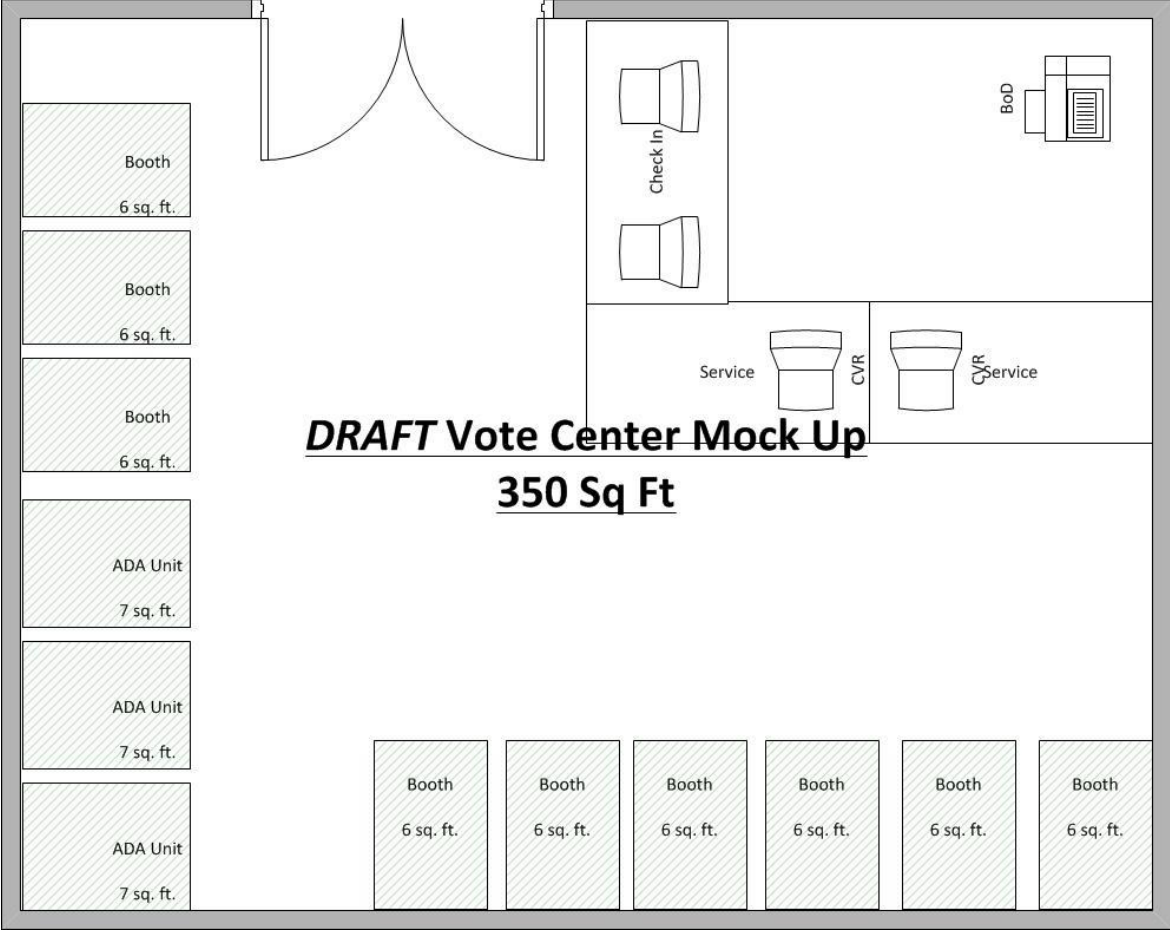 BoD
Check In
Booth
6 sq. ft.
Booth
6 sq. ft.
Booth
6 sq. ft.
Service
CVR
CVR
Service
DRAFT Vote Center Mock Up
350 Sq Ft
ADA Unit
7 sq. ft.
ADA Unit
7 sq. ft.
ADA Unit
7 sq. ft.
Booth
6 sq. ft.
Booth
6 sq. ft.
Booth
6 sq. ft.
Booth
6 sq. ft.
Booth
6 sq. ft.
Booth
6 sq. ft.